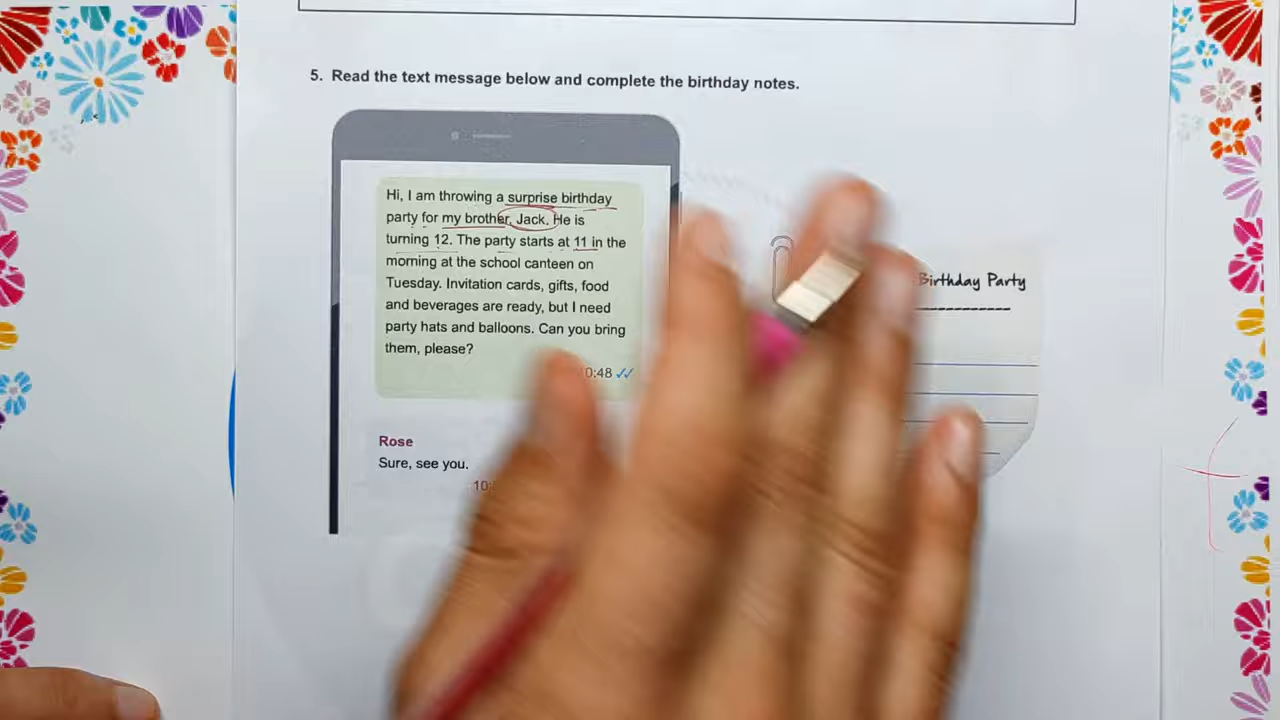 5. Read the text message below and complete the birthday notes.
Hi, I am throwing a surprise birthday
party for my brother, Jack. He is
turning 12. The party starts at 11 in the
morning at the school canteen on
Tuesday. Invitation cards, gifts, food
and beverages are ready, but I need
party hats and balloons. Can you bring
them, please?
0:48
Birthday Party
Rose
Sure, see you.
10: